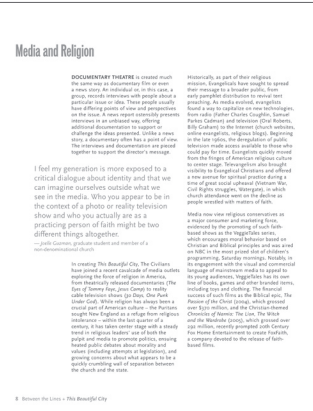 Media and Religion
DOCUMENTARY THEATRE is created much
the same way as documentary film or even
a news story. An individual or, in this case, a
group, records interviews with people about a
particular issue or idea. These people usually
have differing points of view and perspectives
on the issue. A news report ostensibly presents
interviews in an unbiased way, offering
additional documentation to support or
challenge the ideas presented. Unlike a news
story, a documentary often has a point of view.
The interviews and documentation are pieced
together to support the director's message.
I feel my generation is more exposed to a
critical dialogue about identity and that we
can imagine ourselves outside what we
see in the media. Who you appear to be in
the context of a photo or reality television
show and who you actually are as a
practicing person of faith might be two
different things altogether.
— Joelle Guzman, graduate student and member of a
non-denominational church
In creating This Beautiful City, The Civilians
have joined a recent cavalcade of media outlets
exploring the force of religion in America,
from theatrically released documentaries (The
Eyes of Tammy Faye, Jesus Camp) to reality
cable television shows (30 Days, One Punk
Under God). While religion has always been a
crucial part of American culture – the Puritans
sought New England as a refuge from religious
intolerance – within the last quarter of a
century, it has taken center stage with a steady
trend in religious leaders' use of both the
pulpit and media to promote politics, ensuing
heated public debates about morality and
values (including attempts at legislation), and
growing concerns about what appears to be a
quickly crumbling wall of separation between
the church and the state.
Historically, as part of their religious
mission, Evangelicals have sought to spread
their message to a broader public, from
early pamphlet distribution to revival tent
preaching. As media evolved, evangelists
found a way to capitalize on new technologies,
from radio (Father Charles Coughlin, Samuel
Parkes Cadman) and television (Oral Roberts,
Billy Graham) to the Internet (church websites,
online evangelists, religious blogs). Beginning
in the late 1960s, the deregulation of public
television made access available to those who
could pay for time. Evangelicals quickly moved
from the fringes of American religious culture
to center stage. Televangelism also brought
visibility to Evangelical Christians and offered
a new avenue for spiritual practice during a
time of great social upheaval (Vietnam War,
Civil Rights struggles, Watergate), in which
church attendance went on the decline as
people wrestled with matters of faith.
Media now view religious conservatives as
a major consumer and marketing force,
evidenced by the promoting of such faith-
based shows as the VeggieTales series,
which encourages moral behavior based on
Christian and Biblical principles and was aired
on NBC in the most prized slot of children's
programming, Saturday mornings. Notably, in
its engagement with the visual and commercial
language of mainstream media to appeal to
its young audiences, VeggieTales has its own
line of books, games and other branded items,
including toys and clothing. The financial
success of such films as the Biblical epic, The
Passion of the Christ (2004), which grossed
over $370 million, and the Christian-themed
Chronicles of Narnia: The Lion, The Witch
and the Wardrobe (2005), which grossed over
292 million, recently prompted 20th Century
Fox Home Entertainment to create FoxFaith,
a company devoted to the release of faith-
based films.
8 Between the Lines – This Beautiful City